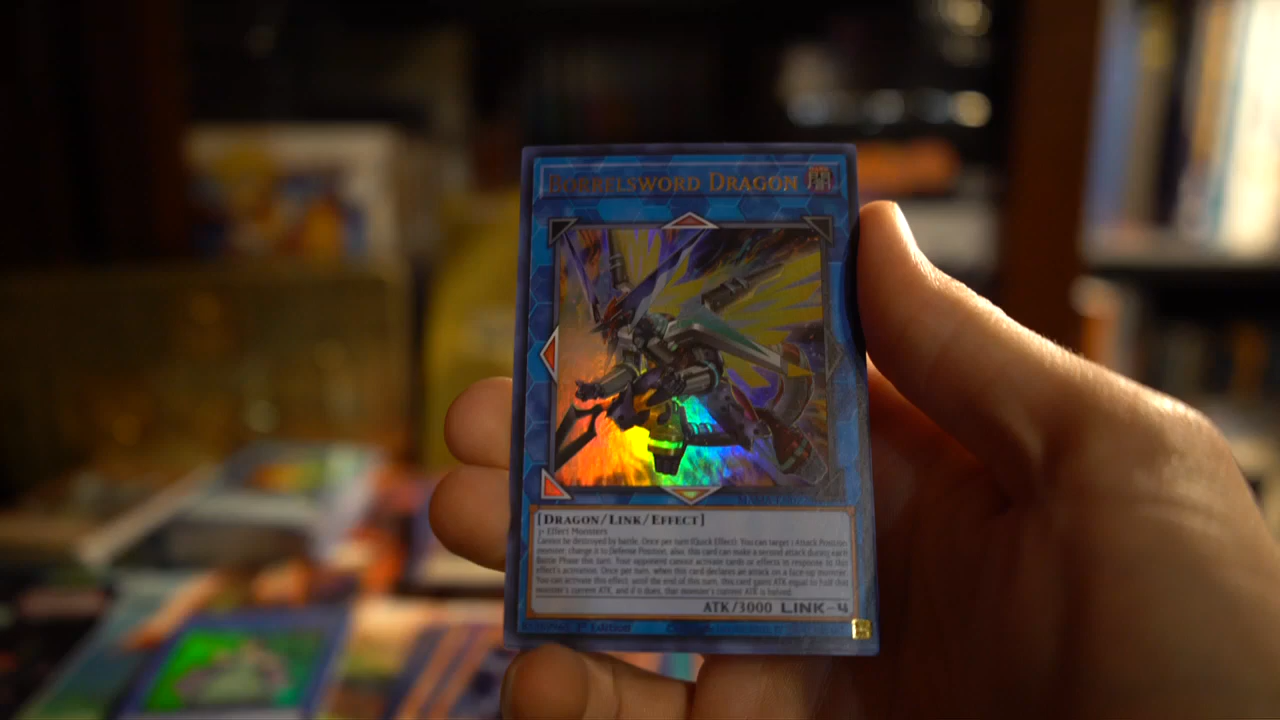 BORRELSWORD DRAGON
[DRAGON/LINK/EFFECT]
3+ Effect Monsters
Cannot be destroyed by battle. Once per turn (Quick Effect): You can target 1 Attack Position
monster; change it to Defense Position, also, this card can make a second attack during each
Battle Phase this turn. Your opponent cannot activate cards or effects in response to this
effect's activation. Once per turn, when this card declares an attack on a face-up monster:
You can activate this effect; until the end of this turn, this card gains ATK equal to half that
monster's current ATK, and if it does, that monster's current ATK is halved.
ATK/3000 LINK-4
1st Edition